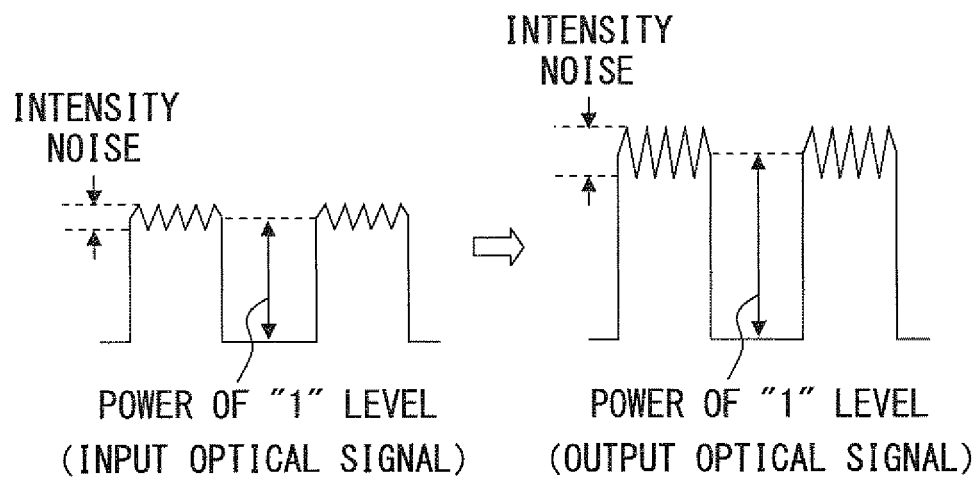 INTENSITY
NOISE
POWER OF "1" LEVEL
(INPUT OPTICAL SIGNAL)
INTENSITY
NOISE
POWER OF "1" LEVEL
(OUTPUT OPTICAL SIGNAL)